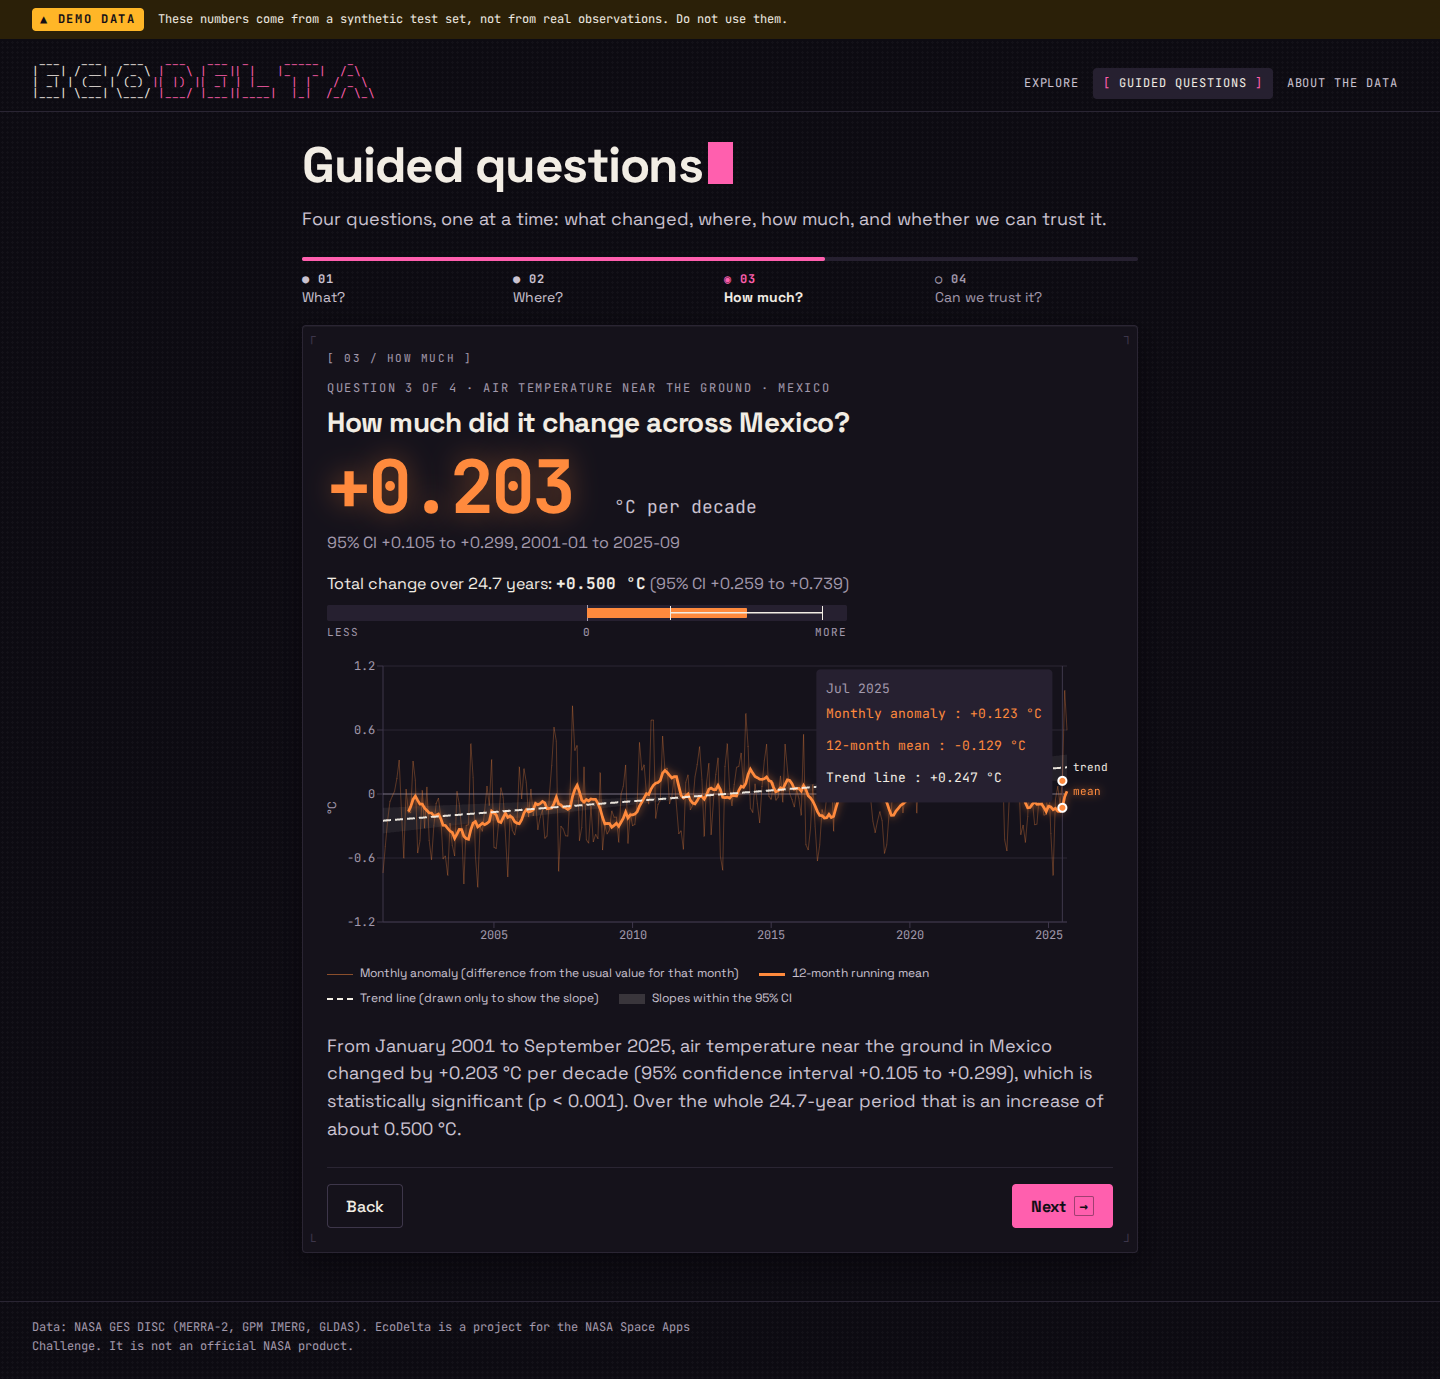 ▲ DEMO DATA These numbers come from a synthetic test set, not from real observations. Do not use them.
ECODELTA
EXPLORE [ GUIDED QUESTIONS ] ABOUT THE DATA
Guided questions
Four questions, one at a time: what changed, where, how much, and whether we can trust it.
● 01 ● 02 ◉ 03 ○ 04
What? Where? How much? Can we trust it?
[ 03 / HOW MUCH ]
QUESTION 3 OF 4 · AIR TEMPERATURE NEAR THE GROUND · MEXICO
How much did it change across Mexico?
+0.203 °C per decade
95% CI +0.105 to +0.299, 2001-01 to 2025-09
Total change over 24.7 years: +0.500 °C (95% CI +0.259 to +0.739)
LESS 0 MORE
1.2
0.6
0
-0.6
-1.2
°C
Jul 2025
Monthly anomaly : +0.123 °C
12-month mean : -0.129 °C
Trend line : +0.247 °C
trend
mean
2005 2010 2015 2020 2025
Monthly anomaly (difference from the usual value for that month) 12-month running mean
Trend line (drawn only to show the slope) Slopes within the 95% CI
From January 2001 to September 2025, air temperature near the ground in Mexico
changed by +0.203 °C per decade (95% confidence interval +0.105 to +0.299), which is
statistically significant (p < 0.001). Over the whole 24.7-year period that is an increase of
about 0.500 °C.
Back Next →
Data: NASA GES DISC (MERRA-2, GPM IMERG, GLDAS). EcoDelta is a project for the NASA Space Apps
Challenge. It is not an official NASA product.